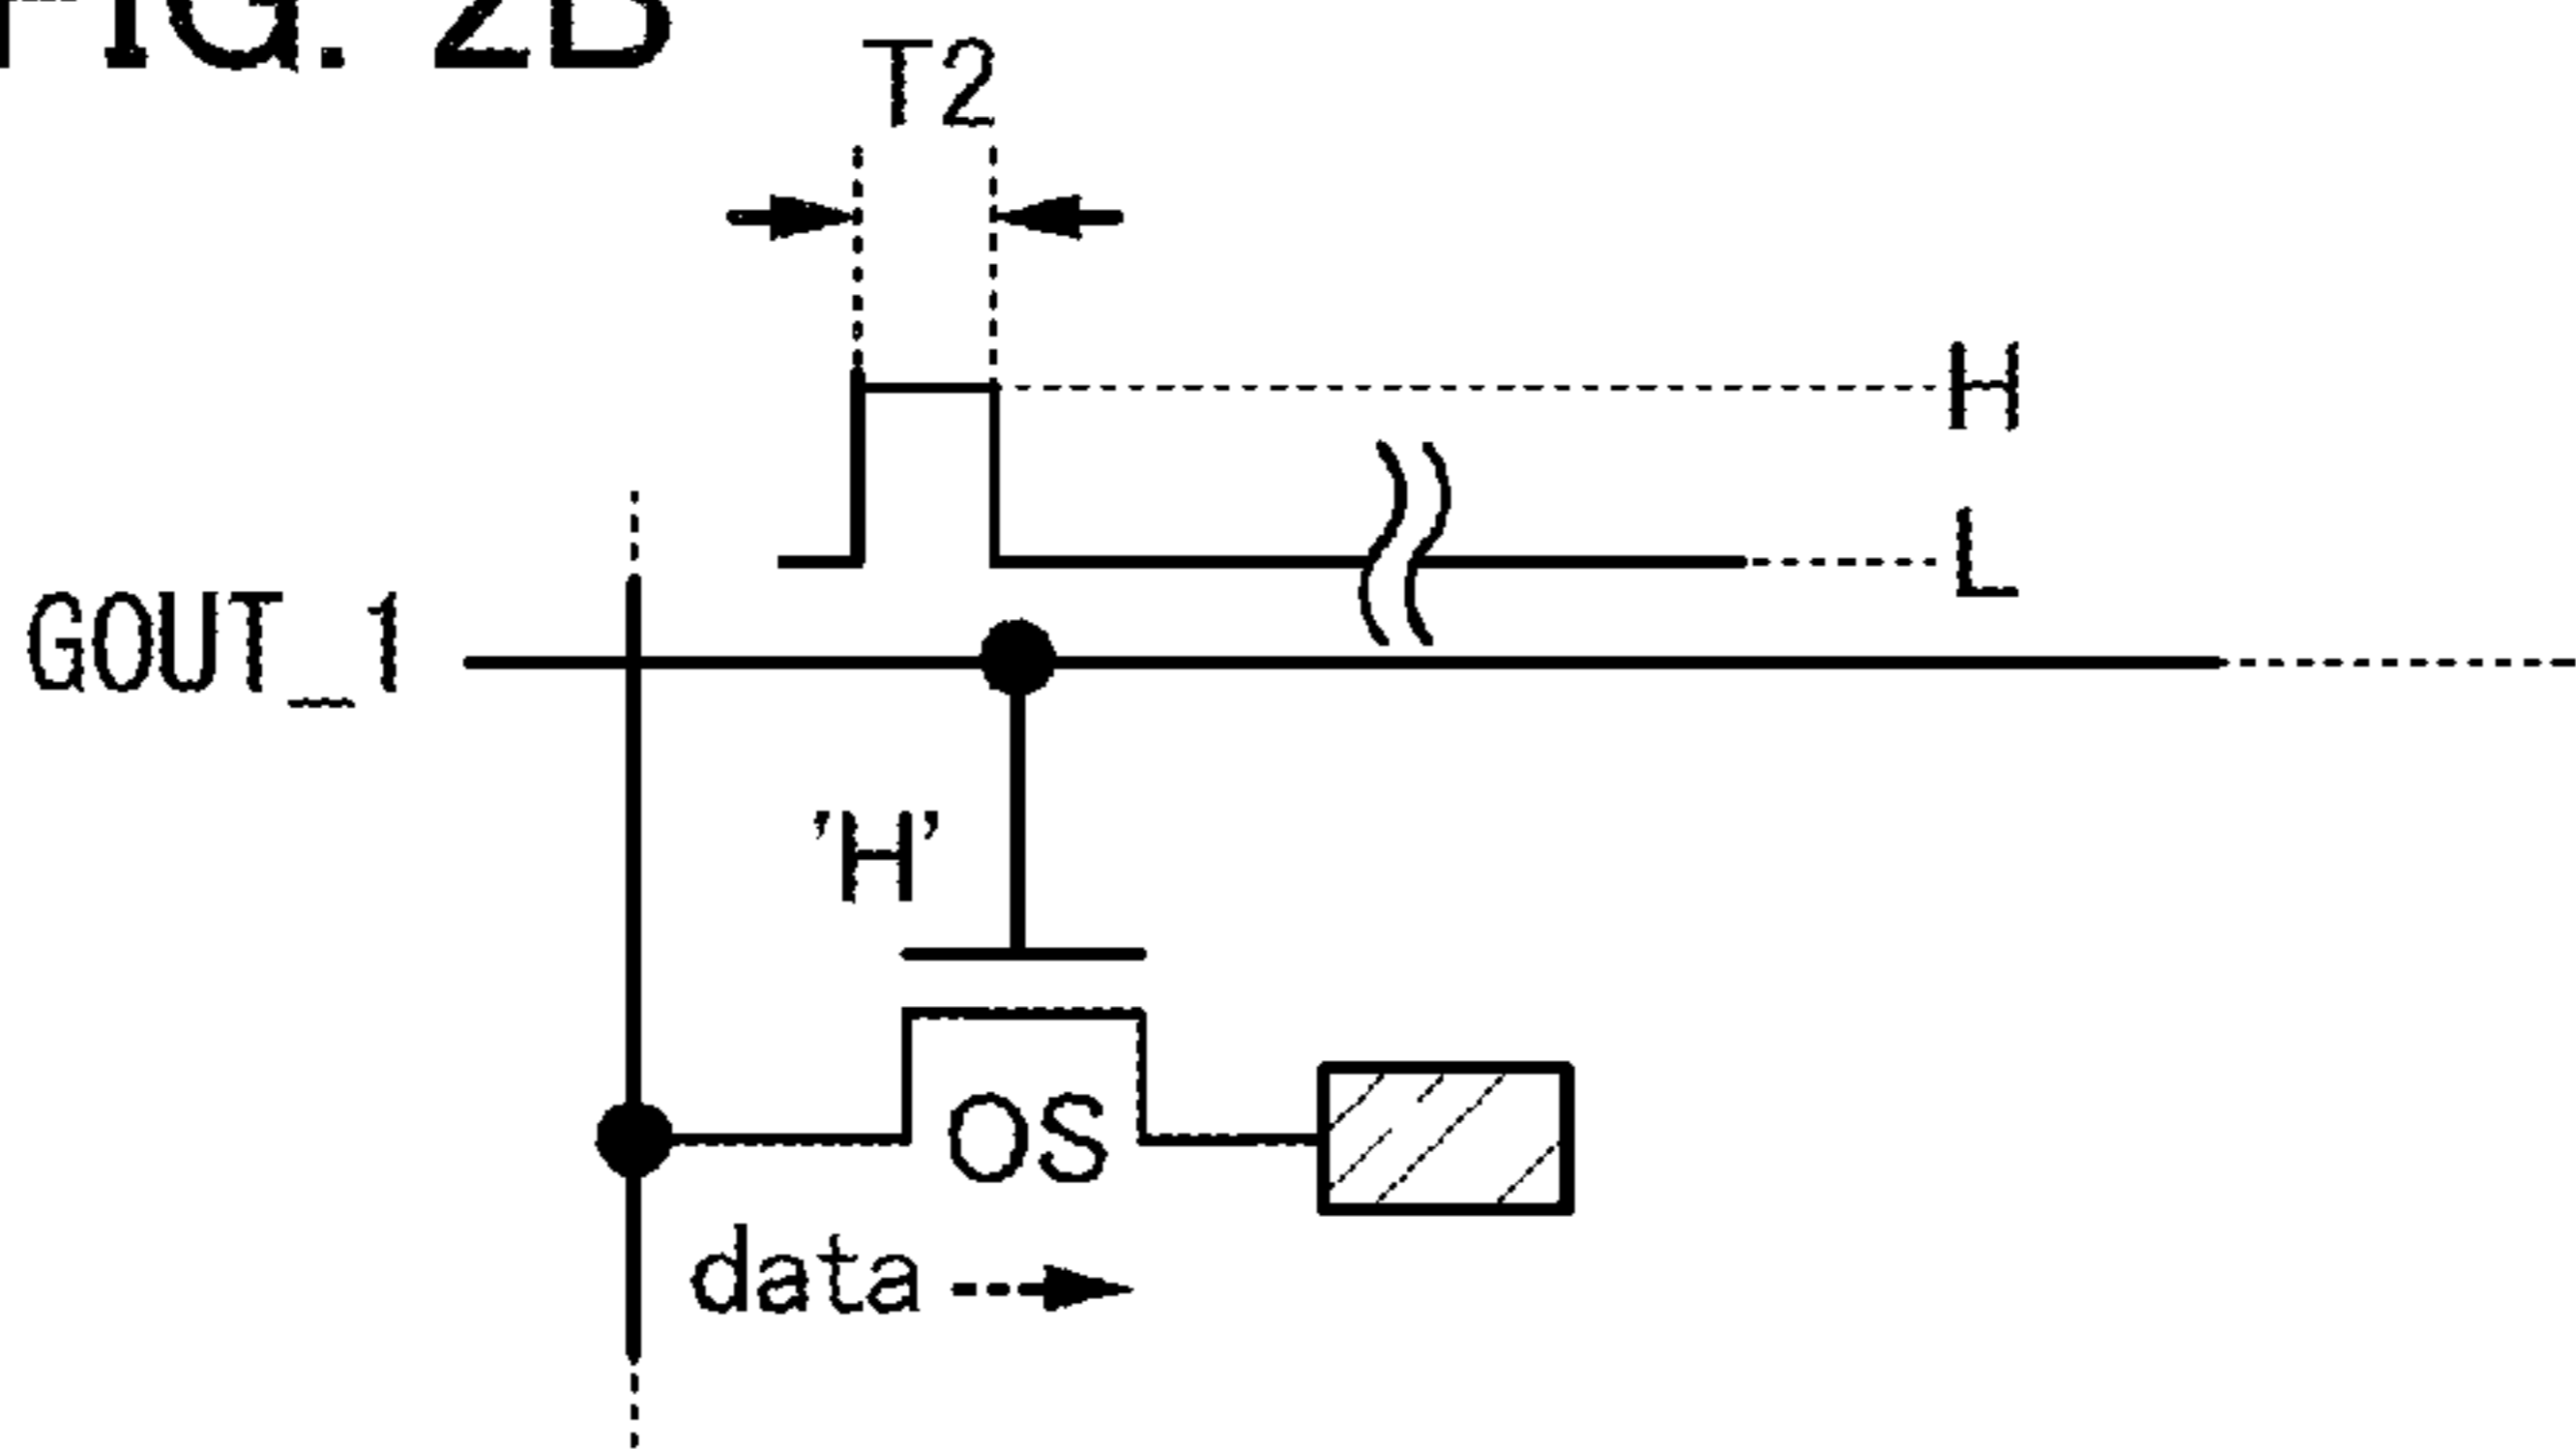 FIG. 2B
T2
H
L
GOUT_1
'H'
OS
data